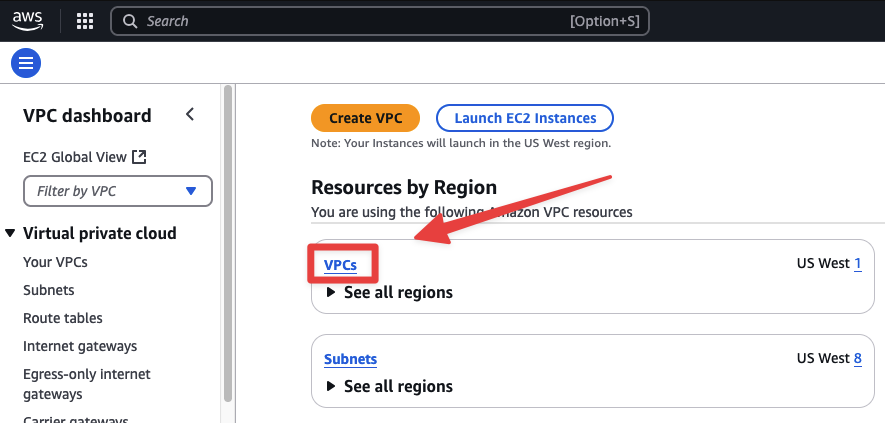 aws
Search [Option+S]
VPC dashboard
EC2 Global View
Filter by VPC
Virtual private cloud
Your VPCs
Subnets
Route tables
Internet gateways
Egress-only internet
gateways
Carrier gateways
Create VPC Launch EC2 Instances
Note: Your Instances will launch in the US West region.
Resources by Region
You are using the following Amazon VPC resources
VPCs US West 1
See all regions
Subnets US West 8
See all regions